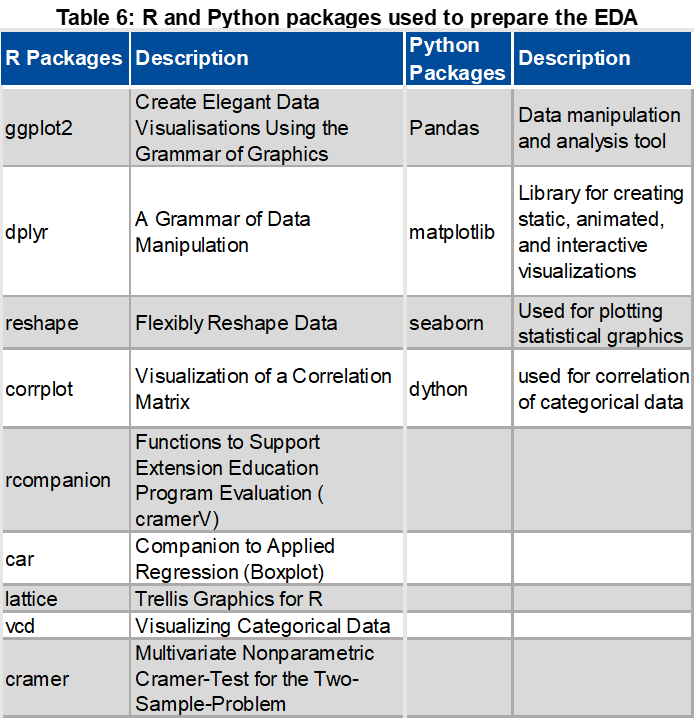 Table 6: R and Python packages used to prepare the EDA
R Packages
Description
Python
Packages
Description
ggplot2
Create Elegant Data
Visualisations Using the
Grammar of Graphics
Pandas
Data manipulation
and analysis tool
dplyr
A Grammar of Data
Manipulation
matplotlib
Library for creating
static, animated,
and interactive
visualizations
reshape
Flexibly Reshape Data
seaborn
Used for plotting
statistical graphics
corrplot
Visualization of a Correlation
Matrix
dython
used for correlation
of categorical data
rcompanion
Functions to Support
Extension Education
Program Evaluation (
cramerV)
car
Companion to Applied
Regression (Boxplot)
lattice
Trellis Graphics for R
vcd
Visualizing Categorical Data
cramer
Multivariate Nonparametric
Cramer-Test for the Two-
Sample-Problem